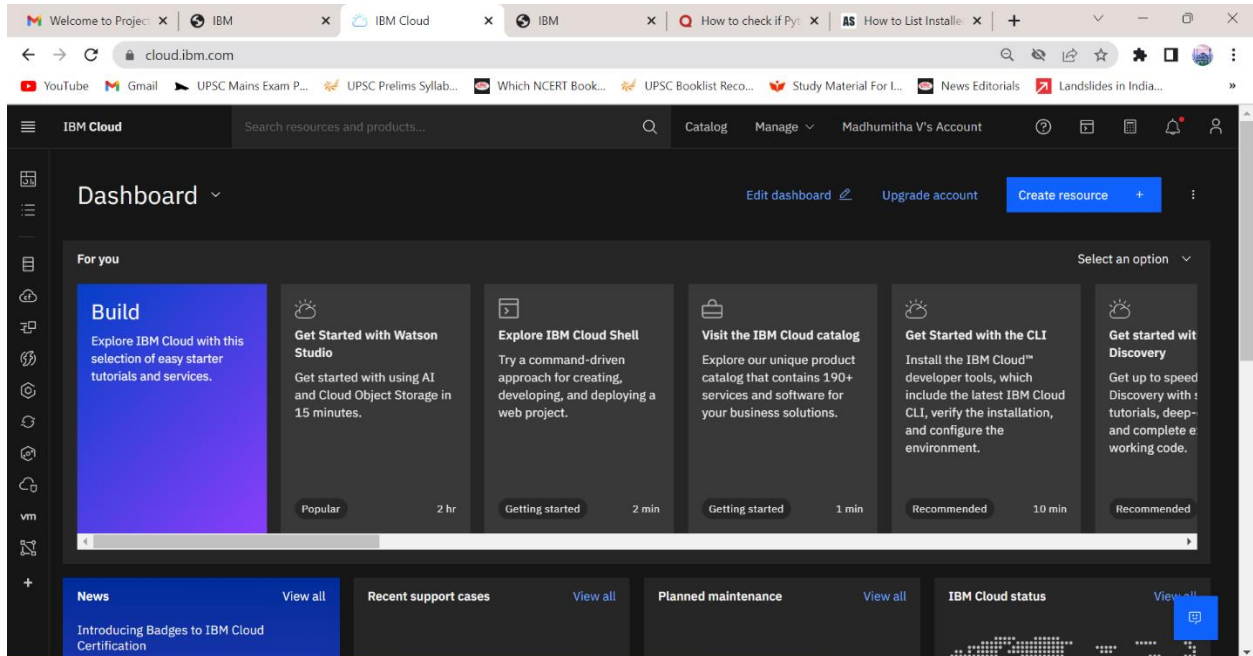 Welcome to Projec
IBM
IBM Cloud
IBM
How to check if Pyt
AS How to List Installe
cloud.ibm.com
YouTube
Gmail
UPSC Mains Exam P...
UPSC Prelims Syllab...
Which NCERT Book...
UPSC Booklist Reco...
Study Material For I...
News Editorials
Landslides in India...
»
IBM Cloud
Search resources and products...
Catalog
Manage
Madhumitha V's Account
Dashboard
Edit dashboard
Upgrade account
Create resource +
For you
Select an option
Build
Explore IBM Cloud with this
selection of easy starter
tutorials and services.
Get Started with Watson
Studio
Get started with using AI
and Cloud Object Storage in
15 minutes.
Popular
2 hr
Explore IBM Cloud Shell
Try a command-driven
approach for creating,
developing, and deploying a
web project.
Getting started
2 min
Visit the IBM Cloud catalog
Explore our unique product
catalog that contains 190+
services and software for
your business solutions.
Getting started
1 min
Get Started with the CLI
Install the IBM Cloud™
developer tools, which
include the latest IBM Cloud
CLI, verify the installation,
and configure the
environment.
Recommended
10 min
Get started wit
Discovery
Get up to speed
Discovery with s
tutorials, deep-
and complete e
working code.
Recommended
vm
News
View all
Introducing Badges to IBM Cloud
Certification
Recent support cases
View all
Planned maintenance
View all
IBM Cloud status
View all